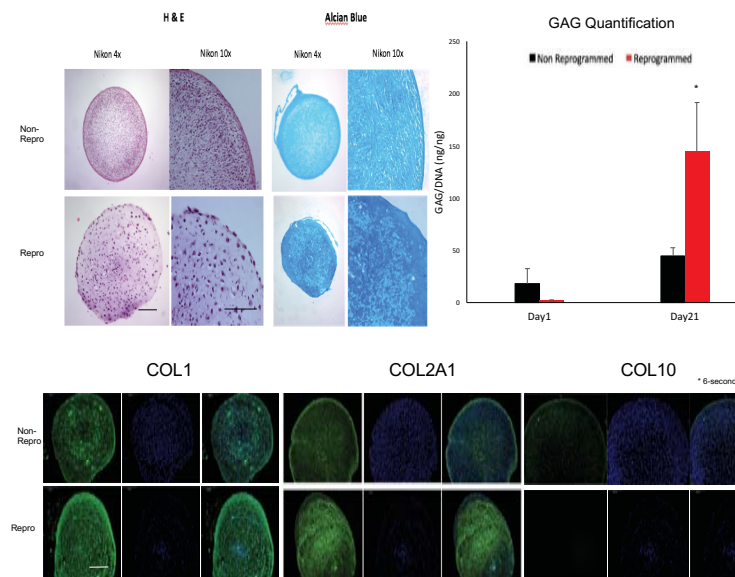 H & E
Alcian Blue
Nikon 4x
Nikon 10x
Nikon 4x
Nikon 10x
Non-
Repro
Repro
GAG Quantification
Non Reprogrammed
Reprogrammed
GAG/DNA (ng/ng)
250
200
150
100
50
0
*
Day1
Day21
COL1
COL2A1
COL10
* 6-second
Non-
Repro
Repro